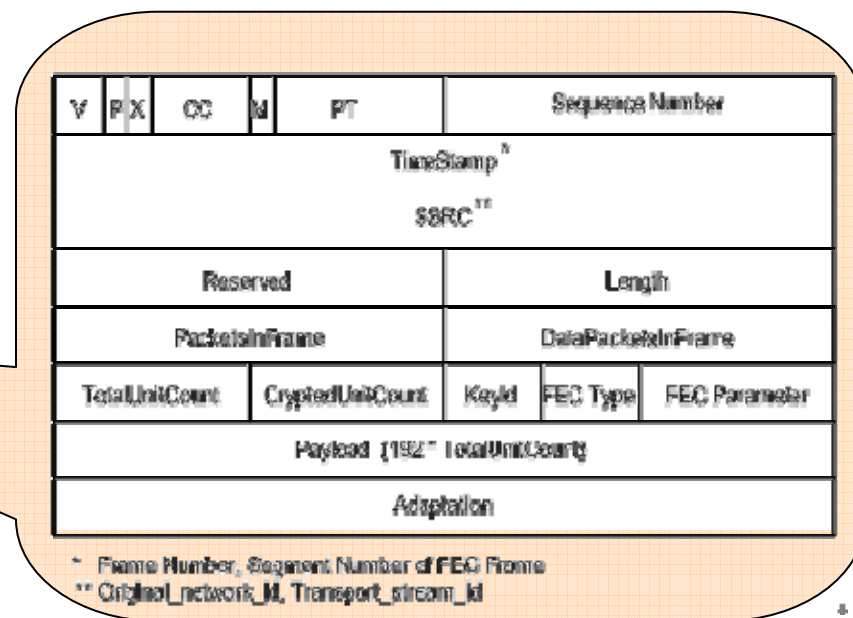 V P X CC M PT Sequence Number
TimeStamp *
SSRC **
Reserved Length
PacketsInFrame DataPacketsInFrame
TotalUnitCount CryptedUnitCount KeyId FEC Type FEC Parameter
Payload (192 * TotalUnitCount)
Adaptation
* Frame Number, Segment Number of FEC Frame
** Original_network_id, Transport_stream_id